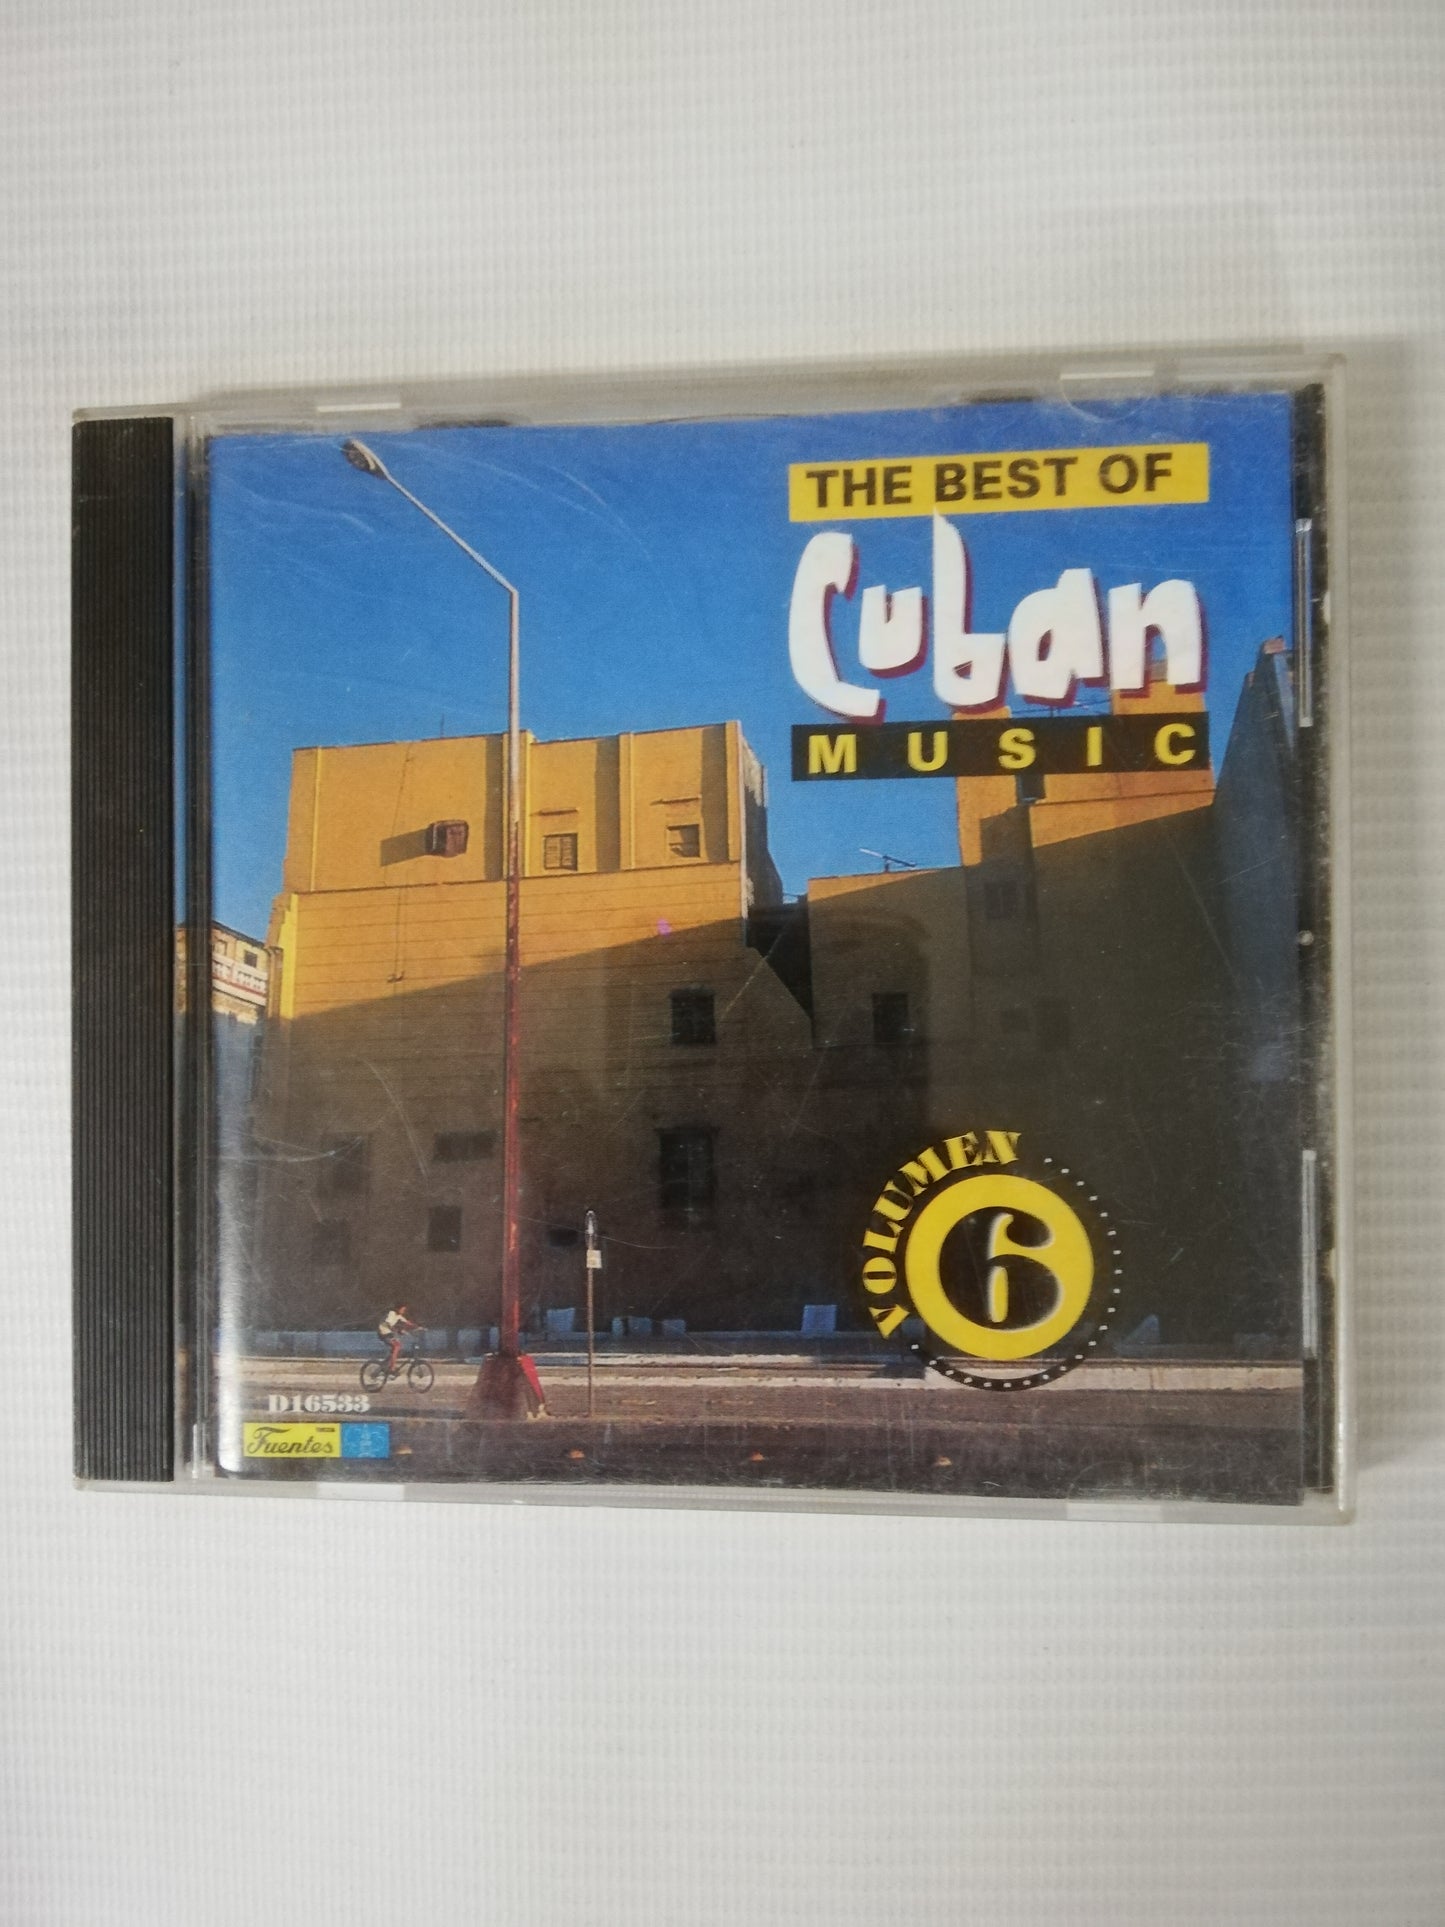 THE BEST OF
Cuban
MUSIC
VOLUMEN
6
D16533
Fuentes